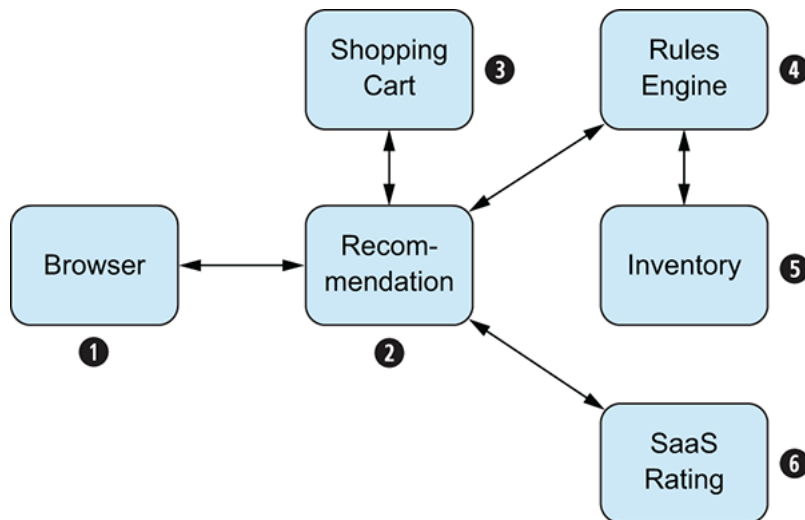 Shopping
Cart
3
Rules
Engine
4
Browser
1
Recom-
mendation
2
Inventory
5
SaaS
Rating
6